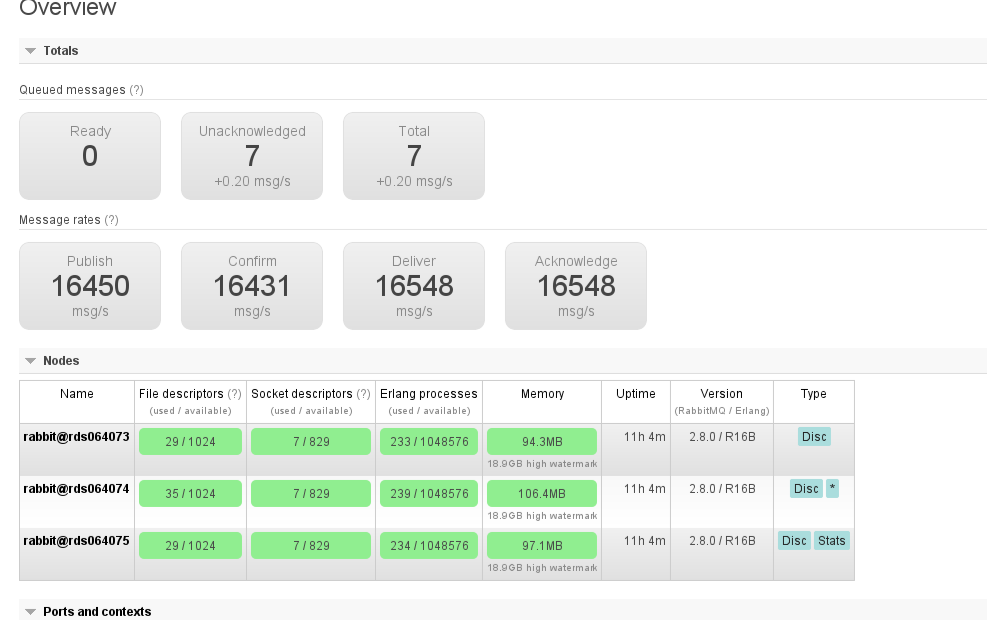 Overview
Totals
Queued messages (?)
Ready Unacknowledged Total
0 7 7
+0.20 msg/s +0.20 msg/s
Message rates (?)
Publish Confirm Deliver Acknowledge
16450 16431 16548 16548
msg/s msg/s msg/s msg/s
Nodes
Name File descriptors (?) Socket descriptors (?) Erlang processes Memory Uptime Version Type
(used / available) (used / available) (used / available) (RabbitMQ / Erlang)
rabbit@rds064073 29 / 1024 7 / 829 233 / 1048576 94.3MB 11h 4m 2.8.0 / R16B Disc
18.9GB high watermark
rabbit@rds064074 35 / 1024 7 / 829 239 / 1048576 106.4MB 11h 4m 2.8.0 / R16B Disc *
18.9GB high watermark
rabbit@rds064075 29 / 1024 7 / 829 234 / 1048576 97.1MB 11h 4m 2.8.0 / R16B Disc Stats
18.9GB high watermark
Ports and contexts